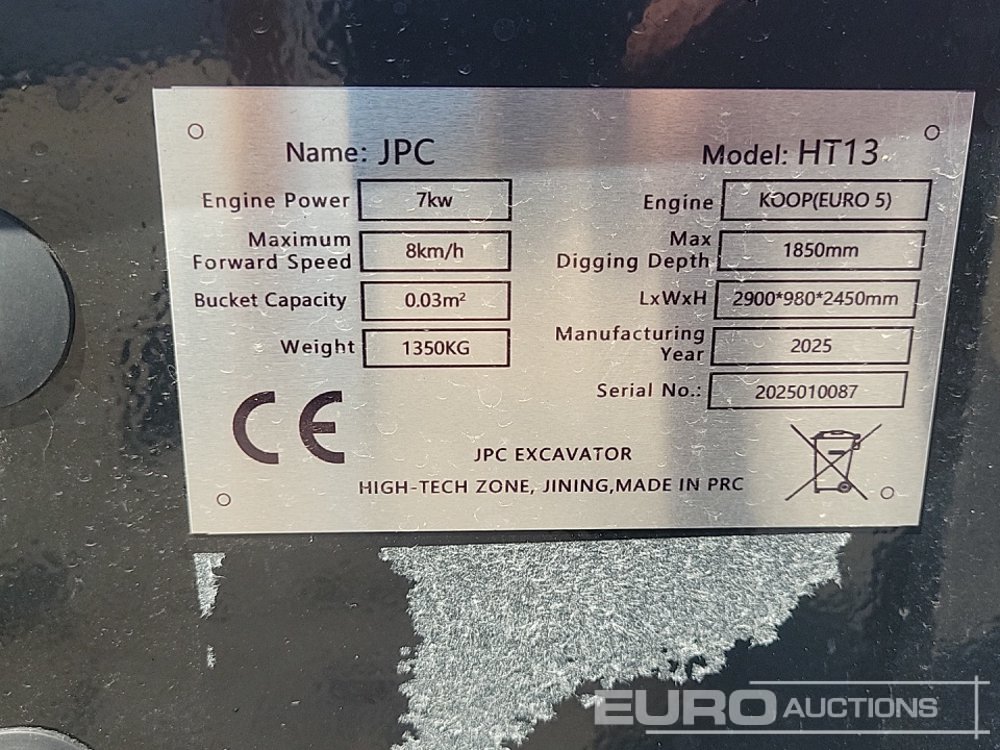 Name: JPC
Model: HT13
Engine Power 7kw
Engine KOOP(EURO 5)
Maximum
Forward Speed 8km/h
Max
Digging Depth 1850mm
Bucket Capacity 0.03m²
LxWxH 2900*980*2450mm
Weight 1350KG
Manufacturing
Year 2025
Serial No.: 2025010087
CE
JPC EXCAVATOR
HIGH-TECH ZONE, JINING,MADE IN PRC
EURO AUCTIONS